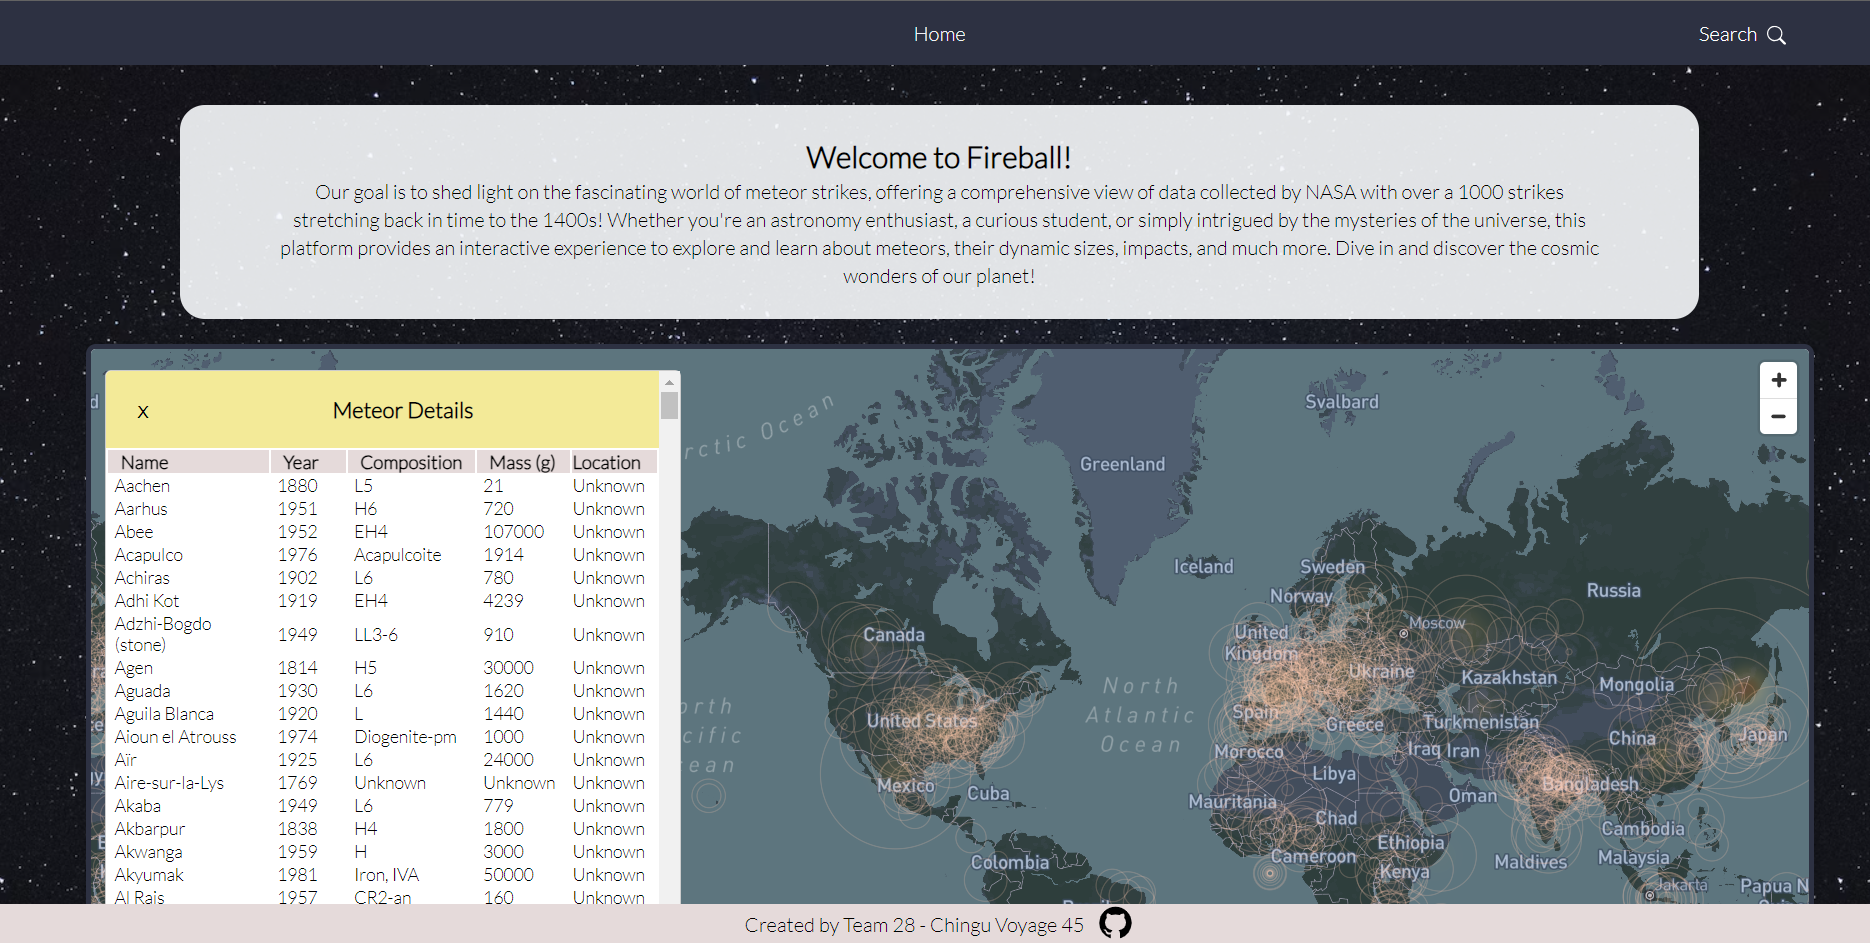 Home
Search
Welcome to Fireball!
Our goal is to shed light on the fascinating world of meteor strikes, offering a comprehensive view of data collected by NASA with over a 1000 strikes
stretching back in time to the 1400s! Whether you're an astronomy enthusiast, a curious student, or simply intrigued by the mysteries of the universe, this
platform provides an interactive experience to explore and learn about meteors, their dynamic sizes, impacts, and much more. Dive in and discover the cosmic
wonders of our planet!
x Meteor Details
Name Year Composition Mass (g) Location
Aachen 1880 L5 21 Unknown
Aarhus 1951 H6 720 Unknown
Abee 1952 EH4 107000 Unknown
Acapulco 1976 Acapulcoite 1914 Unknown
Achiras 1902 L6 780 Unknown
Adhi Kot 1919 EH4 4239 Unknown
Adzhi-Bogdo
(stone) 1949 LL3-6 910 Unknown
Agen 1814 H5 30000 Unknown
Aguada 1930 L6 1620 Unknown
Aguila Blanca 1920 L 1440 Unknown
Aioun el Atrouss 1974 Diogenite-pm 1000 Unknown
Aïr 1925 L6 24000 Unknown
Aire-sur-la-Lys 1769 Unknown Unknown Unknown
Akaba 1949 L6 779 Unknown
Akbarpur 1838 H4 1800 Unknown
Akwanga 1959 H 3000 Unknown
Akyumak 1981 Iron, IVA 50000 Unknown
Al Rais 1957 CR2-an 160 Unknown
+
−
rctic Ocean
Svalbard
Greenland
Iceland
Sweden
Norway
Russia
Canada
United
Kingdom
Moscow
Ukraine
Kazakhstan
Mongolia
North
Atlantic
Ocean
orth
cific
ean
United States
Spain
Greece
Turkmenistan
Morocco
Iraq
Iran
China
Japan
Mexico
Cuba
Libya
Oman
Bangladesh
Mauritania
Chad
Cambodia
Colombia
Cameroon
Ethiopia
Kenya
Maldives
Malaysia
Jakarta
Papua N
Created by Team 28 - Chingu Voyage 45